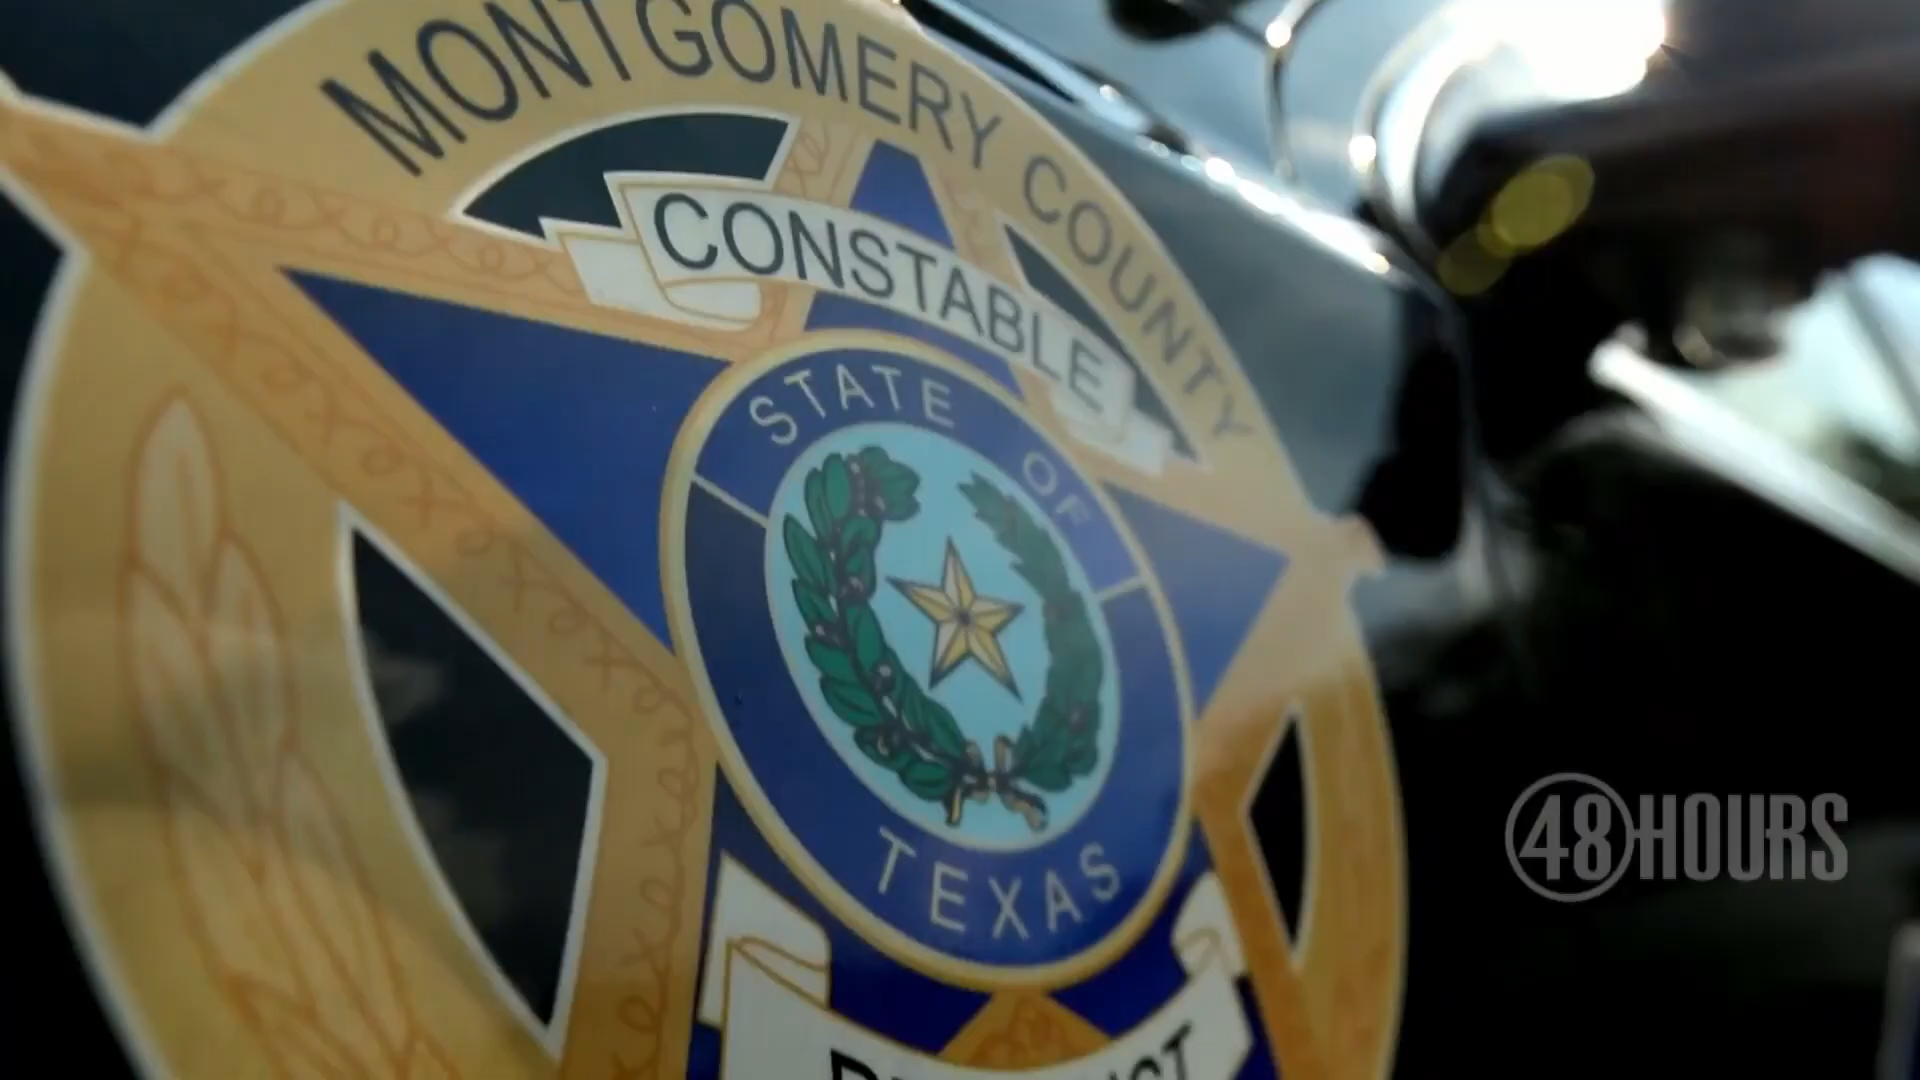 MONTGOMERY COUNTY
CONSTABLE
STATE OF
TEXAS
48 HOURS